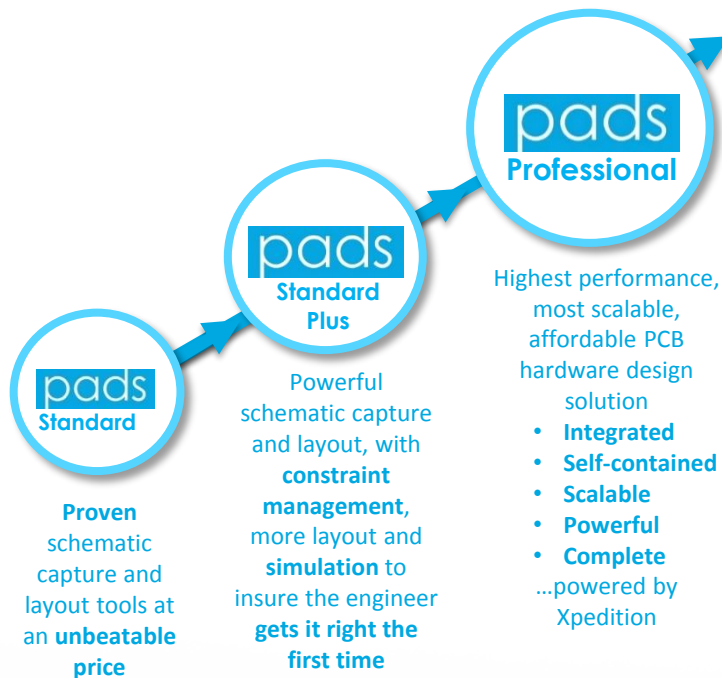 pads
Standard
Proven
schematic
capture and
layout tools at
an unbeatable
price
pads
Standard
Plus
Powerful
schematic capture
and layout, with
constraint
management,
more layout and
simulation to
insure the engineer
gets it right the
first time
pads
Professional
Highest performance,
most scalable,
affordable PCB
hardware design
solution
• Integrated
• Self-contained
• Scalable
• Powerful
• Complete
...powered by
Xpedition